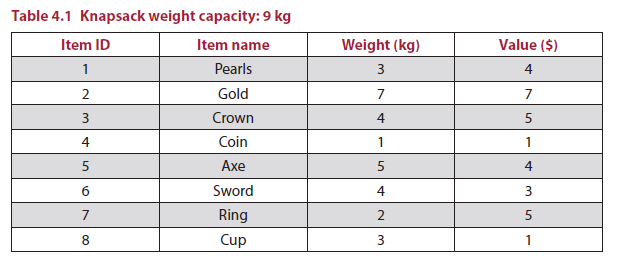 Table 4.1 Knapsack weight capacity: 9 kg
Item ID Item name Weight (kg) Value ($)
1 Pearls 3 4
2 Gold 7 7
3 Crown 4 5
4 Coin 1 1
5 Axe 5 4
6 Sword 4 3
7 Ring 2 5
8 Cup 3 1